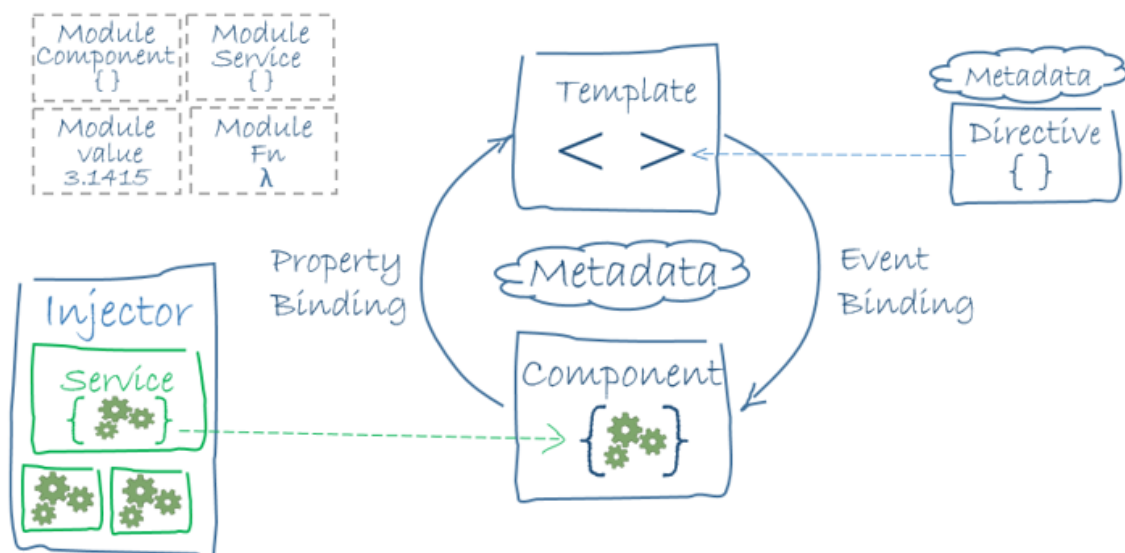 Module
Component
{ }
Module
Service
{ }
Module
value
3.1415
Module
Fn
λ
Template
< >
Metadata
Directive
{ }
Property
Binding
Metadata
Event
Binding
Injector
Service
{ }
Component
{ }